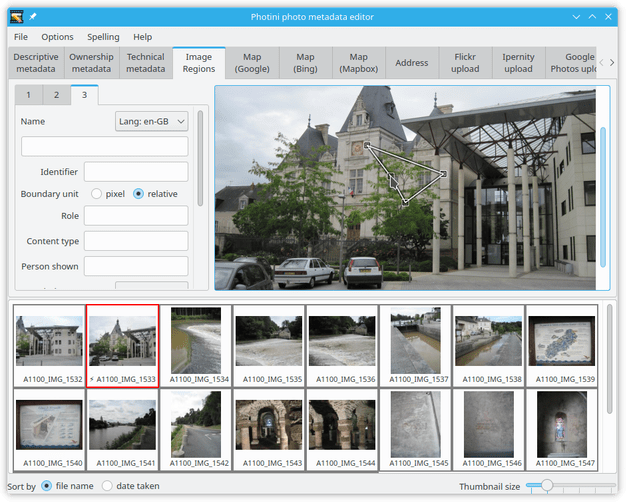 Photini photo metadata editor
File Options Spelling Help
Descriptive metadata
Ownership metadata
Technical metadata
Image Regions
Map (Google)
Map (Bing)
Map (Mapbox)
Address
Flickr upload
Ipernity upload
Google Photos uplo
1 2 3
Name
Lang: en-GB
Identifier
Boundary unit pixel relative
Role
Content type
Person shown
A1100_IMG_1532
⚡ A1100_IMG_1533
A1100_IMG_1534
A1100_IMG_1535
A1100_IMG_1536
A1100_IMG_1537
A1100_IMG_1538
A1100_IMG_1539
A1100_IMG_1540
A1100_IMG_1541
A1100_IMG_1542
A1100_IMG_1543
A1100_IMG_1544
A1100_IMG_1545
A1100_IMG_1546
A1100_IMG_1547
Sort by file name date taken
Thumbnail size